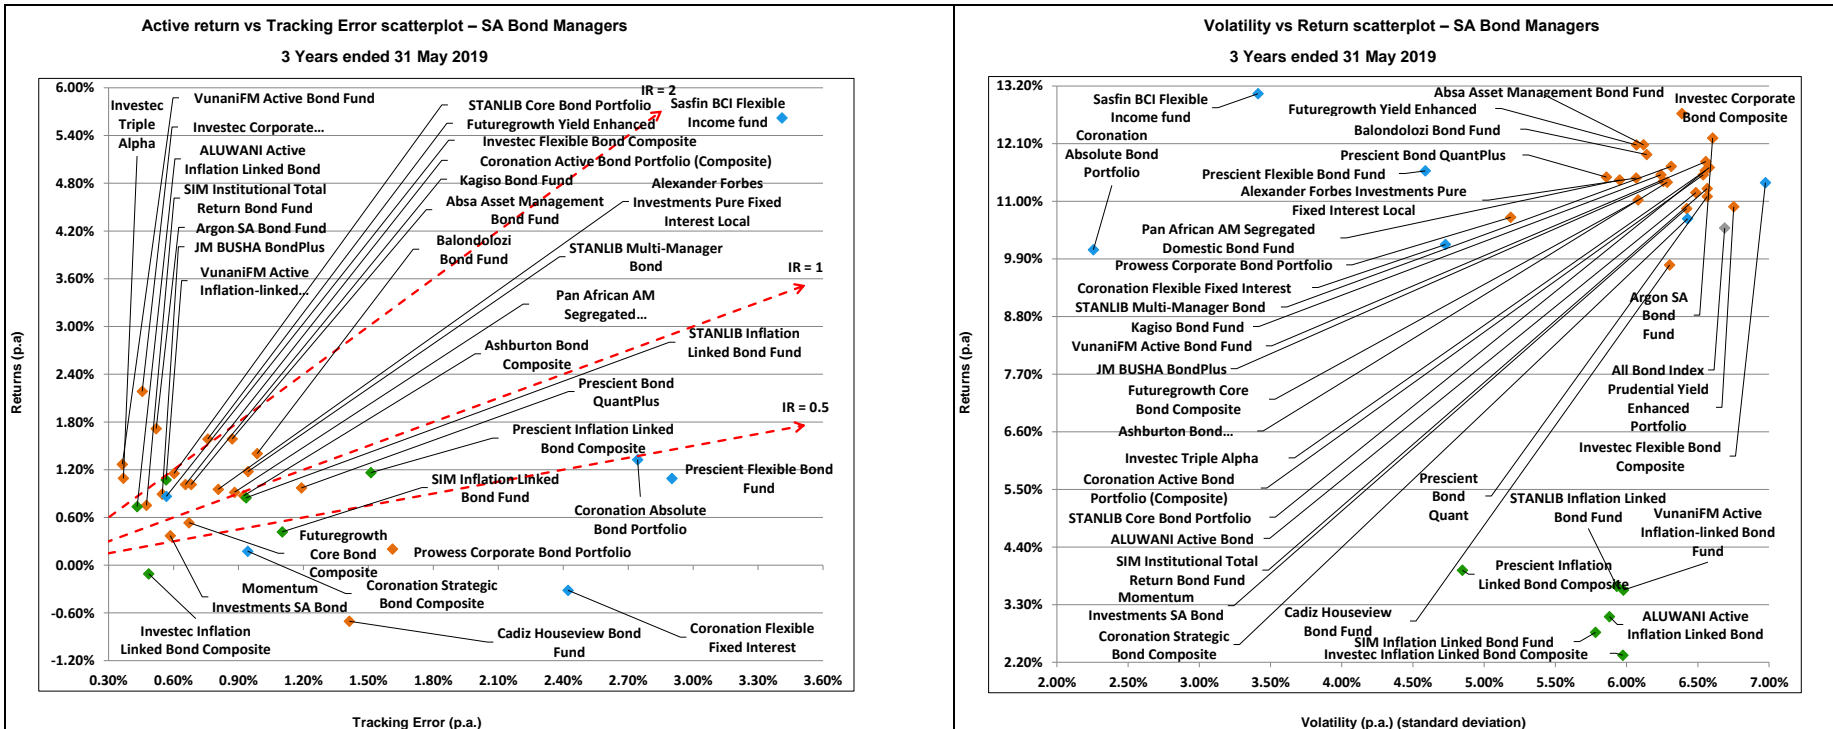 Active return vs Tracking Error scatterplot – SA Bond Managers
3 Years ended 31 May 2019
6.00%
5.40%
4.80%
4.20%
3.60%
3.00%
2.40%
1.80%
1.20%
0.60%
0.00%
-0.60%
-1.20%
Returns (p.a)
0.30%
0.60%
0.90%
1.20%
1.50%
1.80%
2.10%
2.40%
2.70%
3.00%
3.30%
3.60%
Tracking Error (p.a.)
IR = 2
IR = 1
IR = 0.5
Investec
Triple
Alpha
VunaniFM Active Bond Fund
Investec Corporate...
ALUWANI Active
Inflation Linked Bond
SIM Institutional Total
Return Bond Fund
Argon SA Bond Fund
JM BUSHA BondPlus
VunaniFM Active
Inflation-linked...
STANLIB Core Bond Portfolio
Futuregrowth Yield Enhanced
Investec Flexible Bond Composite
Coronation Active Bond Portfolio (Composite)
Kagiso Bond Fund
Absa Asset Management
Bond Fund
Balondolozi
Bond Fund
Sasfin BCI Flexible
Income fund
Alexander Forbes
Investments Pure Fixed
Interest Local
STANLIB Multi-Manager
Bond
Pan African AM
Segregated...
Ashburton Bond
Composite
STANLIB Inflation
Linked Bond Fund
Prescient Bond
QuantPlus
Prescient Inflation Linked
Bond Composite
SIM Inflation Linked
Bond Fund
Prescient Flexible Bond
Fund
Coronation Absolute
Bond Portfolio
Futuregrowth
Core Bond
Composite
Prowess Corporate Bond Portfolio
Momentum
Investments SA Bond
Coronation Strategic
Bond Composite
Investec Inflation
Linked Bond Composite
Cadiz Houseview Bond
Fund
Coronation Flexible
Fixed Interest
Volatility vs Return scatterplot – SA Bond Managers
3 Years ended 31 May 2019
13.20%
12.10%
11.00%
9.90%
8.80%
7.70%
6.60%
5.50%
4.40%
3.30%
2.20%
Returns (p.a)
2.00%
2.50%
3.00%
3.50%
4.00%
4.50%
5.00%
5.50%
6.00%
6.50%
7.00%
Volatility (p.a.) (standard deviation)
Sasfin BCI Flexible
Income fund
Coronation
Absolute Bond
Portfolio
Absa Asset Management Bond Fund
Futuregrowth Yield Enhanced
Balondolozi Bond Fund
Investec Corporate
Bond Composite
Prescient Bond QuantPlus
Prescient Flexible Bond Fund
Alexander Forbes Investments Pure
Fixed Interest Local
Pan African AM Segregated
Domestic Bond Fund
Prowess Corporate Bond Portfolio
Coronation Flexible Fixed Interest
STANLIB Multi-Manager Bond
Kagiso Bond Fund
VunaniFM Active Bond Fund
JM BUSHA BondPlus
Futuregrowth Core
Bond Composite
Ashburton Bond...
Investec Triple Alpha
Coronation Active Bond
Portfolio (Composite)
STANLIB Core Bond Portfolio
ALUWANI Active Bond
SIM Institutional Total
Return Bond Fund
Momentum
Investments SA Bond
Coronation Strategic
Bond Composite
Argon SA
Bond
Fund
All Bond Index
Prudential Yield
Enhanced
Portfolio
Investec Flexible Bond
Composite
Prescient
Bond
Quant
STANLIB Inflation Linked
Bond Fund
VunaniFM Active
Inflation-linked Bond
Fund
Prescient Inflation
Linked Bond Composite
Cadiz Houseview
Bond Fund
ALUWANI Active
Inflation Linked Bond
SIM Inflation Linked Bond Fund
Investec Inflation Linked Bond Composite